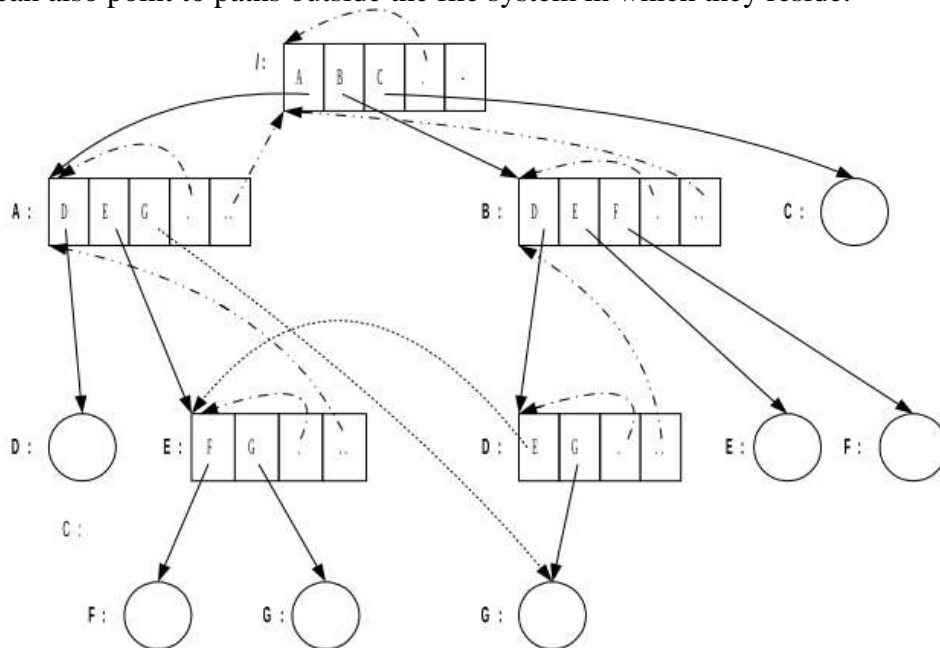 can also point to paths outside the file system in which they reside.
/:
A B C . .
A: D E G . ..
B: D E F . ..
C:
D:
E: F G . ..
D: E G . ..
E:
F:
C:
F:
G:
G: